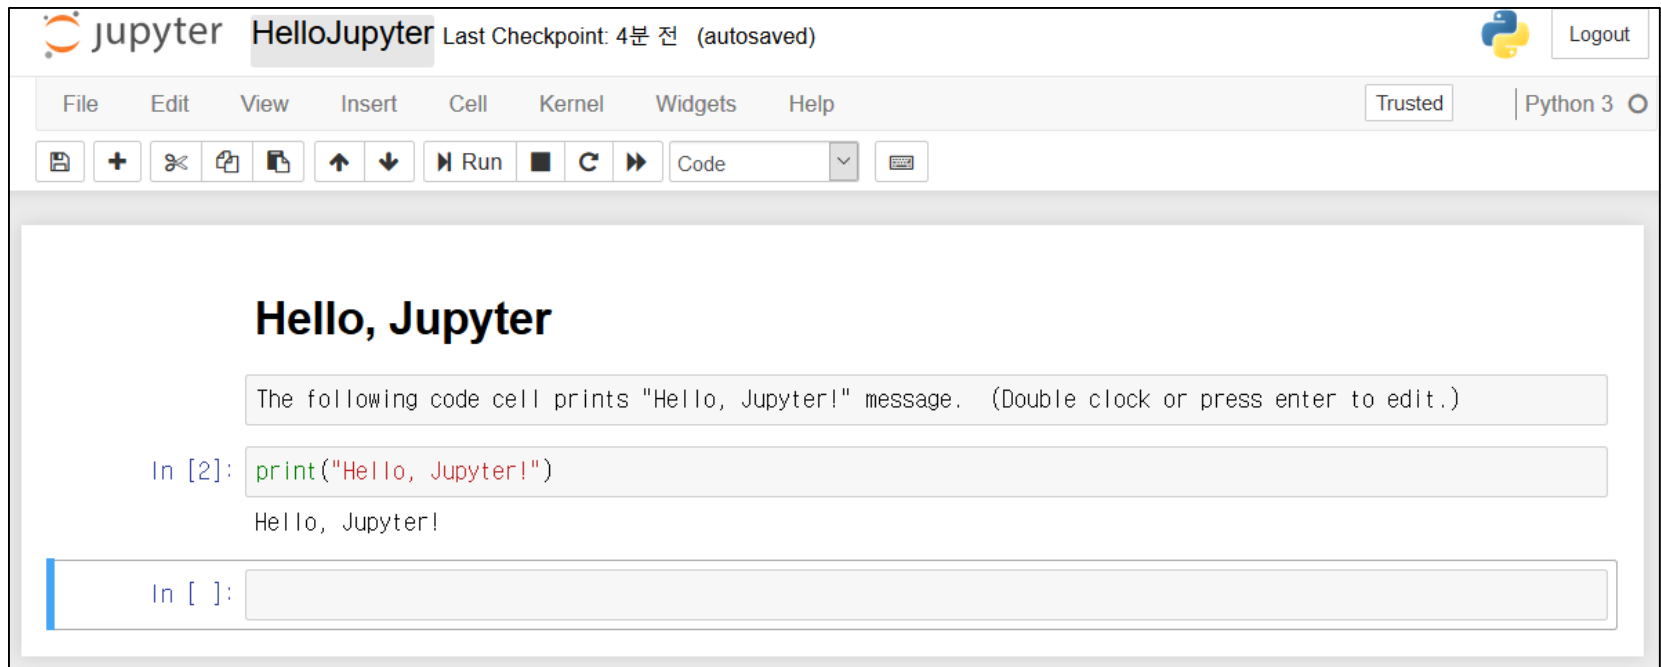 jupyter HelloJupyter Last Checkpoint: 4분 전 (autosaved) Logout
File Edit View Insert Cell Kernel Widgets Help Trusted Python 3
Run Code
Hello, Jupyter
The following code cell prints "Hello, Jupyter!" message. (Double clock or press enter to edit.)
In [2]: print("Hello, Jupyter!")
Hello, Jupyter!
In [ ]: